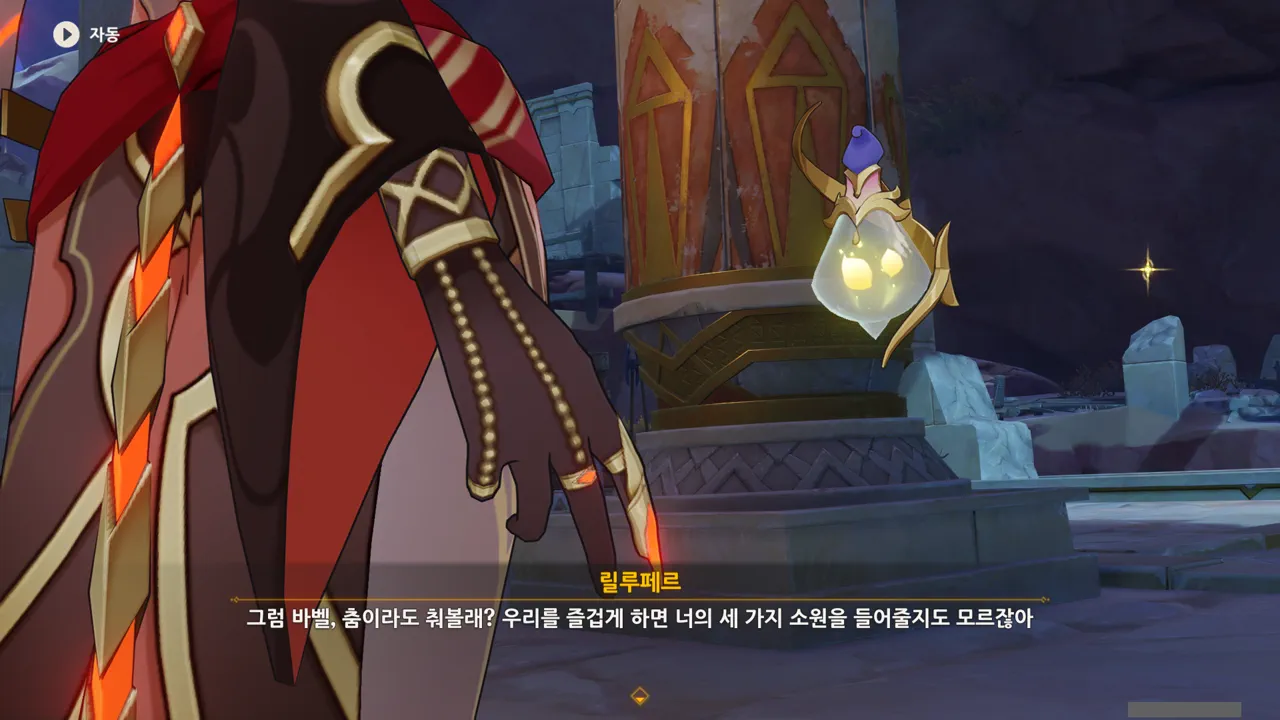 자동
릴루페르
그럼 바벨, 춤이라도 춰볼래? 우리를 즐겁게 하면 너의 세 가지 소원을 들어줄지도 모르잖아